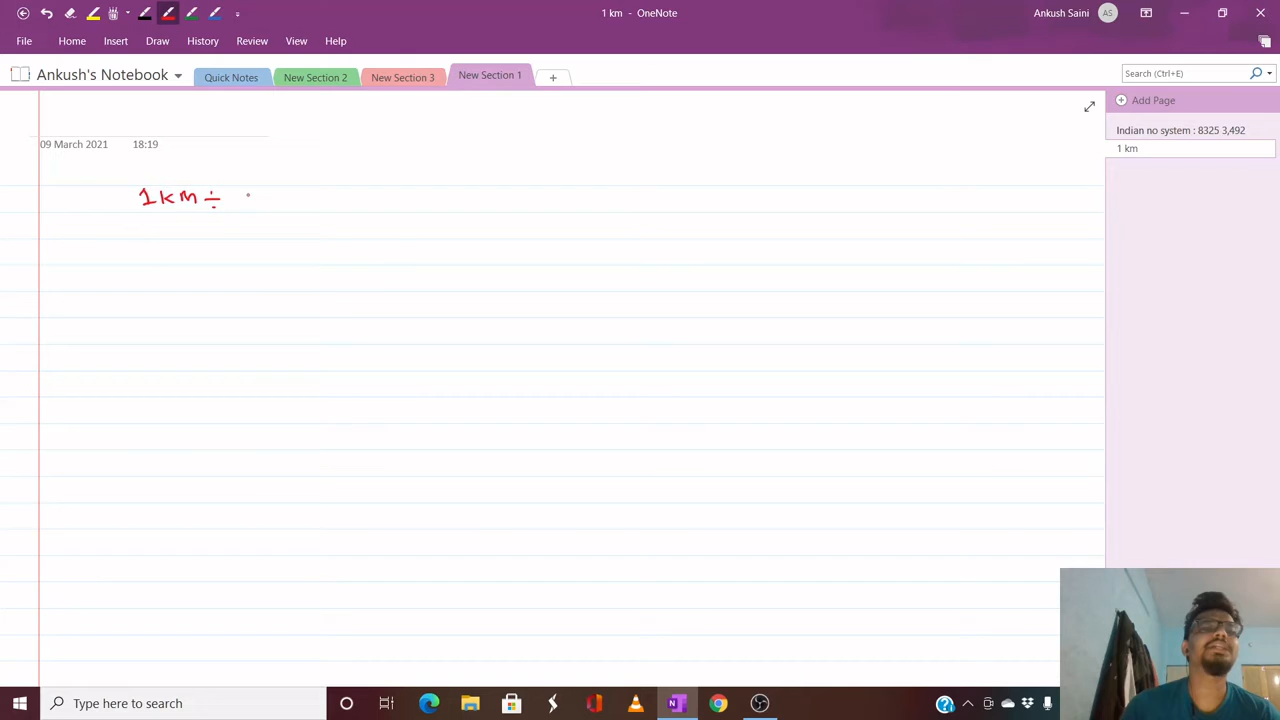 1 km - OneNote
Ankush Saini AS
File Home Insert Draw History Review View Help
Ankush's Notebook Quick Notes New Section 2 New Section 3 New Section 1 +
Search (Ctrl+E)
Add Page
Indian no system : 8325 3,492
1 km
09 March 2021 18:19
1km ÷
Type here to search